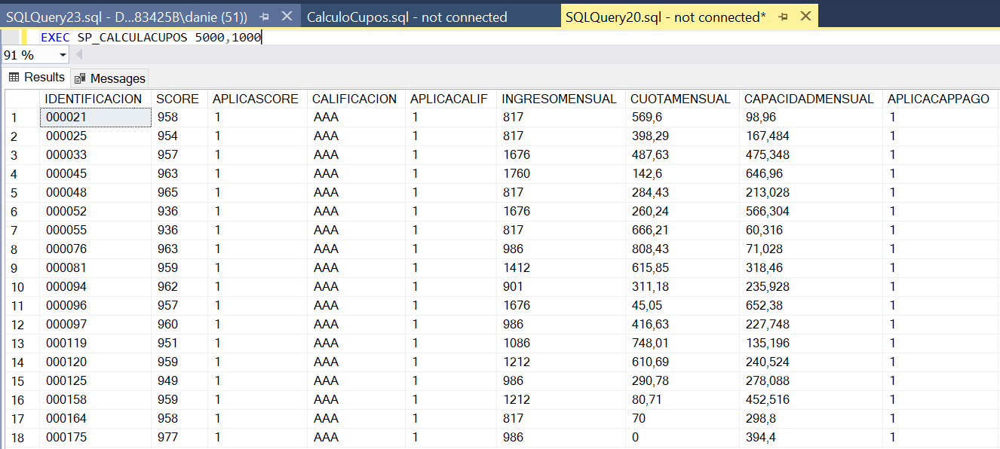 SQLQuery23.sql - D...83425B\danie (51)) CalculoCupos.sql - not connected SQLQuery20.sql - not connected*
EXEC SP_CALCULACUPOS 5000,1000
91 %
Results Messages
IDENTIFICACION SCORE APLICASCORE CALIFICACION APLICACALIF INGRESOMENSUAL CUOTAMENSUAL CAPACIDADMENSUAL APLICACAPPAGO
1 000021 958 1 AAA 1 817 569,6 98,96 1
2 000025 954 1 AAA 1 817 398,29 167,484 1
3 000033 957 1 AAA 1 1676 487,63 475,348 1
4 000045 963 1 AAA 1 1760 142,6 646,96 1
5 000048 965 1 AAA 1 817 284,43 213,028 1
6 000052 936 1 AAA 1 1676 260,24 566,304 1
7 000055 936 1 AAA 1 817 666,21 60,316 1
8 000076 963 1 AAA 1 986 808,43 71,028 1
9 000081 959 1 AAA 1 1412 615,85 318,46 1
10 000094 962 1 AAA 1 901 311,18 235,928 1
11 000096 957 1 AAA 1 1676 45,05 652,38 1
12 000097 960 1 AAA 1 986 416,63 227,748 1
13 000119 951 1 AAA 1 1086 748,01 135,196 1
14 000120 959 1 AAA 1 1212 610,69 240,524 1
15 000125 949 1 AAA 1 986 290,78 278,088 1
16 000158 959 1 AAA 1 1212 80,71 452,516 1
17 000164 958 1 AAA 1 817 70 298,8 1
18 000175 977 1 AAA 1 986 0 394,4 1